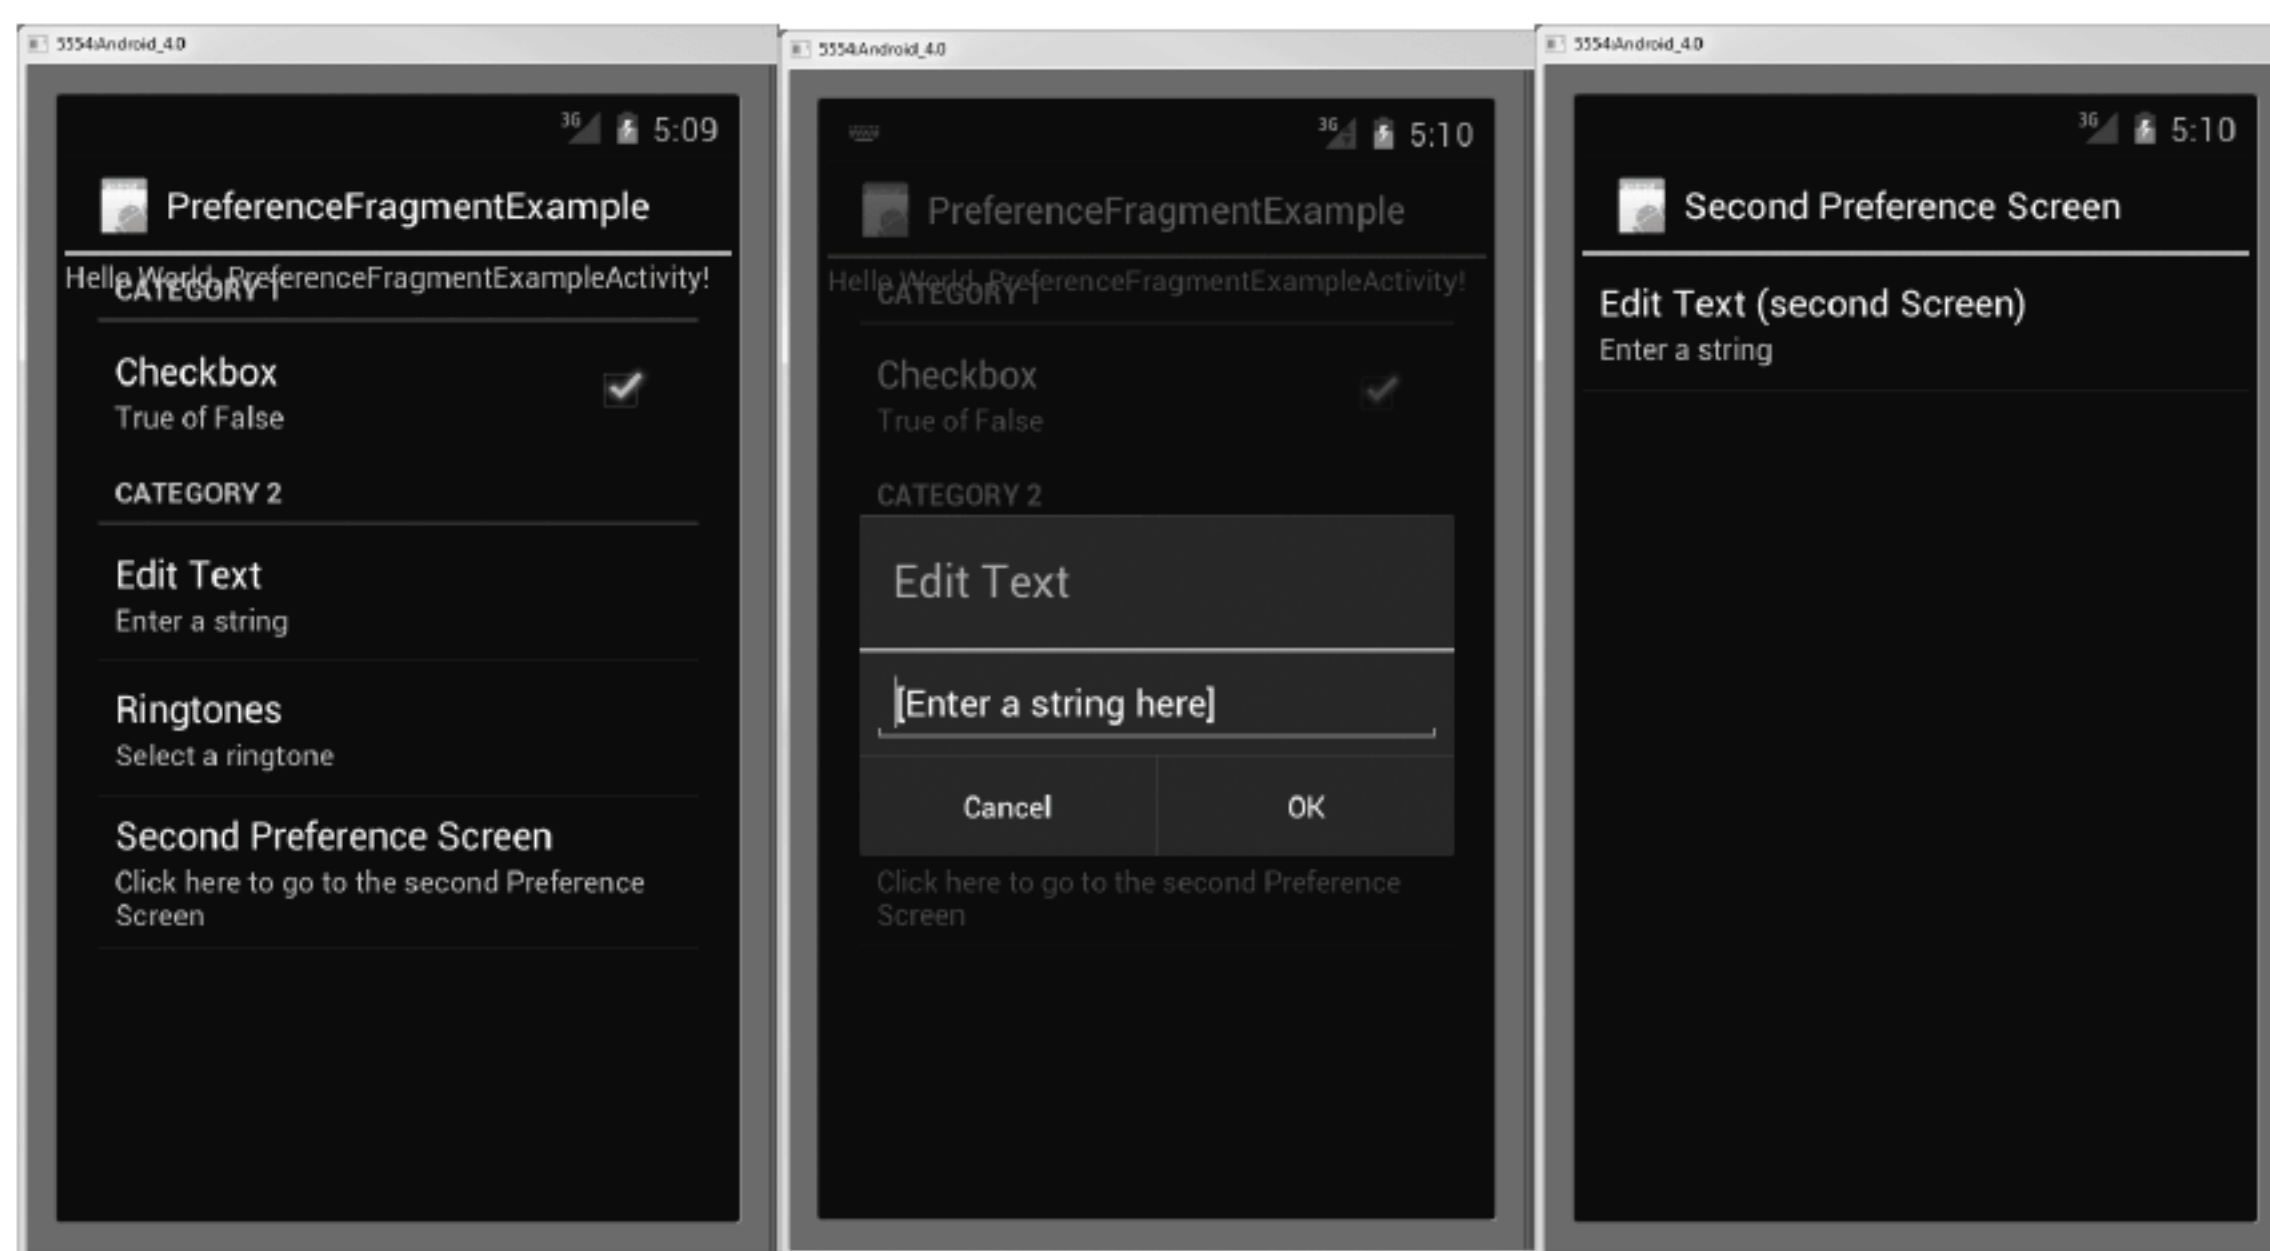 5554:Android_4.0
3G 5:09
PreferenceFragmentExample
Hello World, PreferenceFragmentExampleActivity!
CATEGORY 1
Checkbox
True of False
CATEGORY 2
Edit Text
Enter a string
Ringtones
Select a ringtone
Second Preference Screen
Click here to go to the second Preference
Screen
5554:Android_4.0
3G 5:10
PreferenceFragmentExample
Hello World, PreferenceFragmentExampleActivity!
CATEGORY 1
Checkbox
True of False
CATEGORY 2
Edit Text
[Enter a string here]
Cancel OK
Click here to go to the second Preference
Screen
5554:Android_4.0
3G 5:10
Second Preference Screen
Edit Text (second Screen)
Enter a string